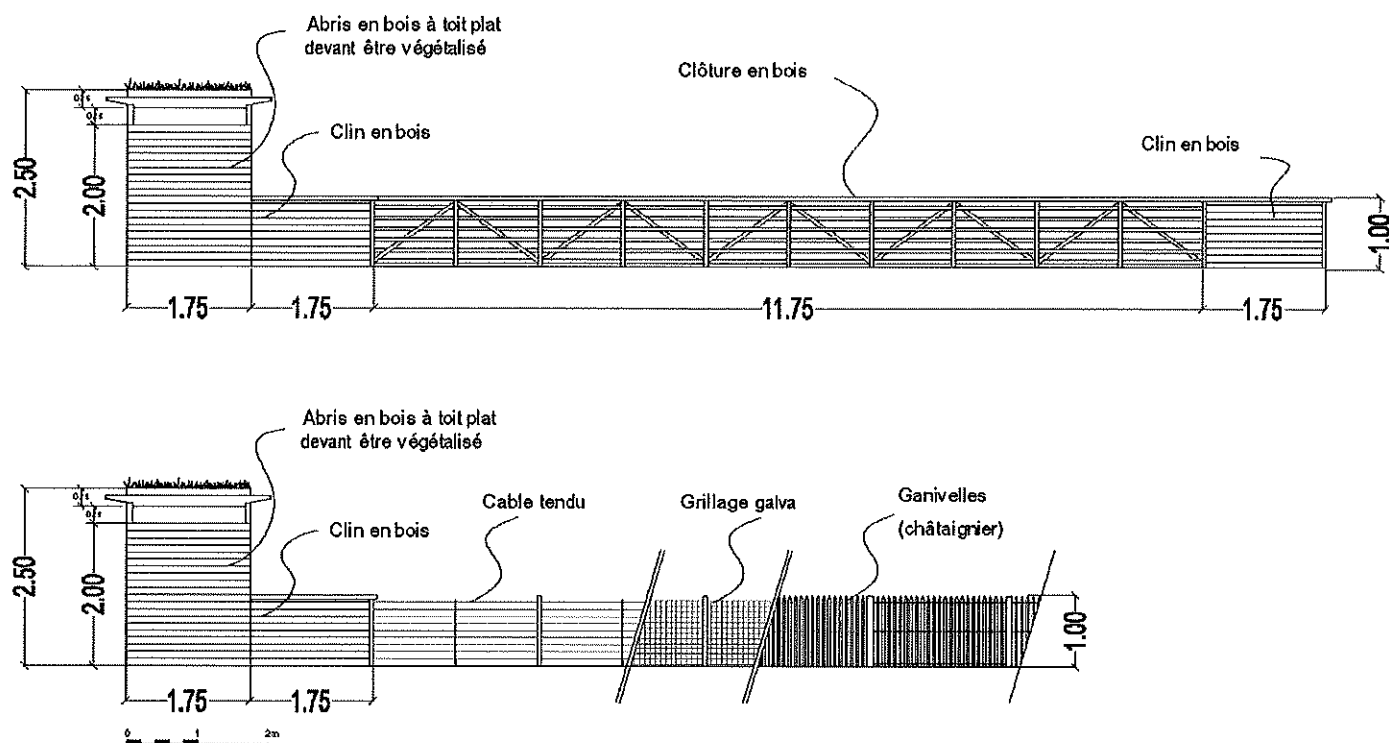 Abris en bois à toit plat
devant être végétalisé
Clôture en bois
Clin en bois
Clin en bois
2.50
2.00
1.00
1.75
1.75
11.75
1.75
Abris en bois à toit plat
devant être végétalisé
Cable tendu
Grillage galva
Ganivelles
(châtaignier)
Clin en bois
2.50
2.00
1.00
1.75
1.75
0
1
2m